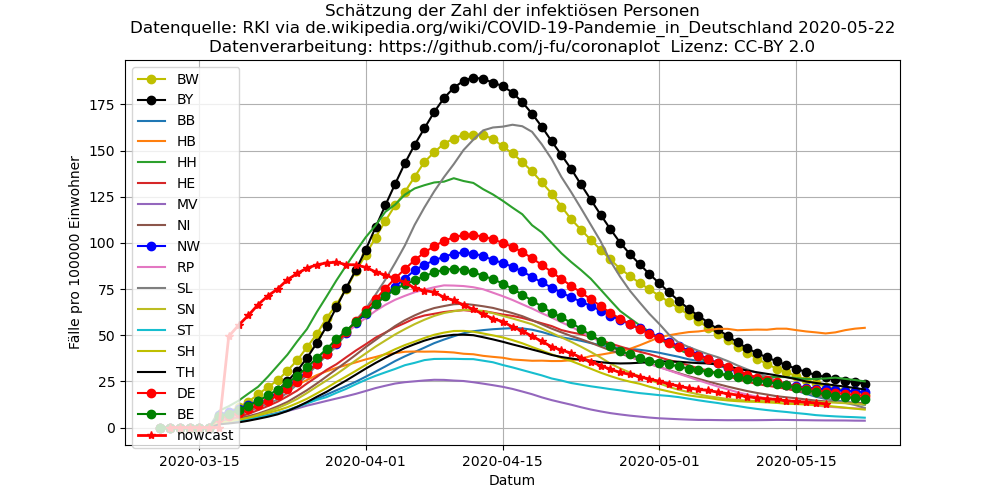 Schätzung der Zahl der infektiösen Personen
Datenquelle: RKI via de.wikipedia.org/wiki/COVID-19-Pandemie_in_Deutschland 2020-05-22
Datenverarbeitung: https://github.com/j-fu/coronaplot  Lizenz: CC-BY 2.0
BW
BY
BB
HB
HH
HE
MV
NI
NW
RP
SL
SN
ST
SH
TH
DE
BE
nowcast
Fälle pro 100000 Einwohner
175
150
125
100
75
50
25
0
2020-03-15
2020-04-01
2020-04-15
2020-05-01
2020-05-15
Datum